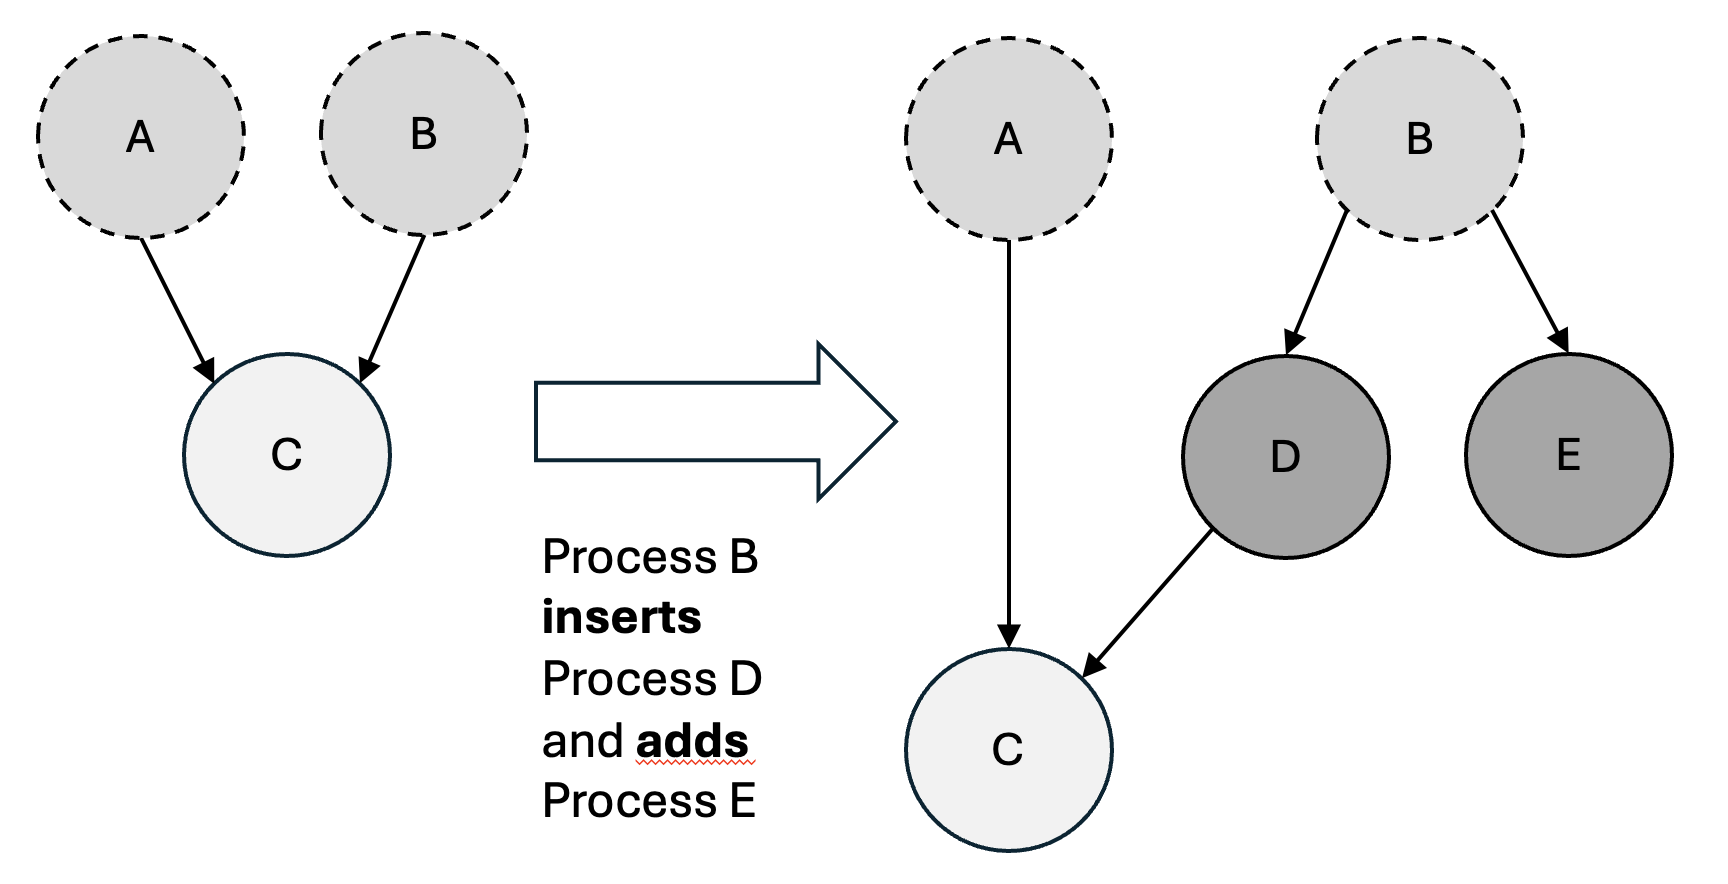 A
B
C
Process B
inserts
Process D
and adds
Process E
A
B
D
E
C